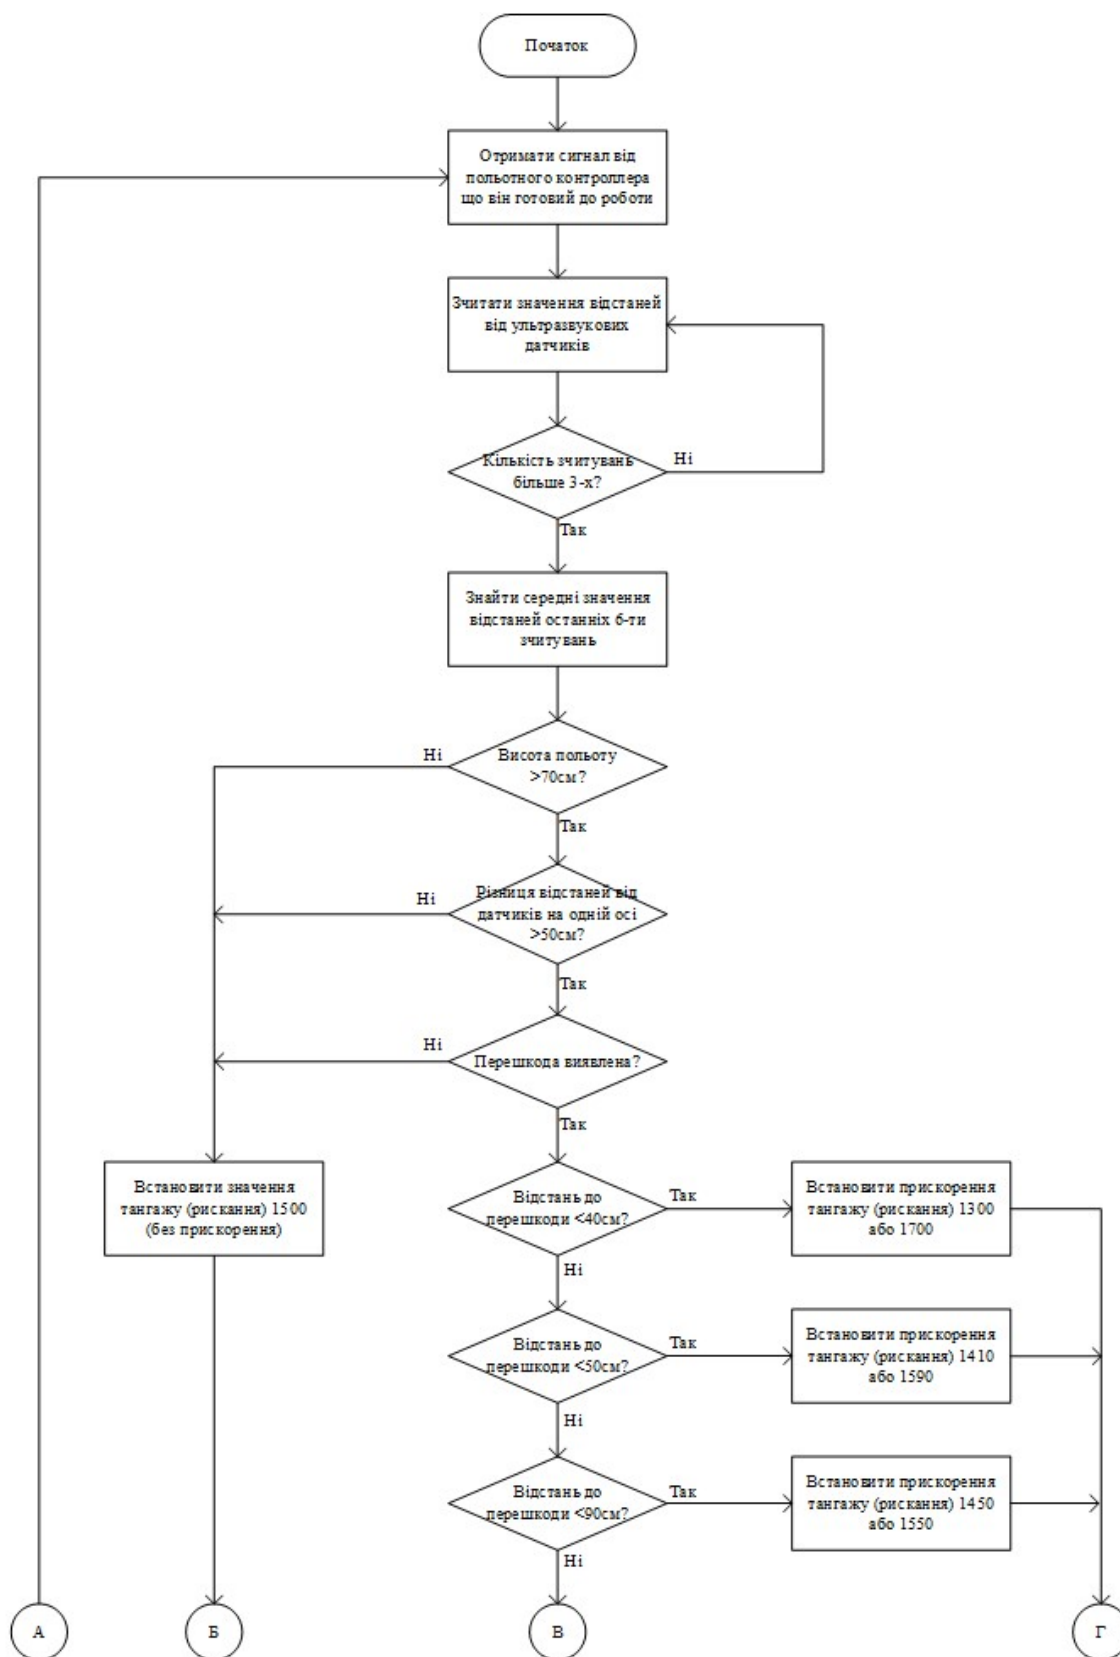 Початок
Отримати сигнал від
польотного контроллера
що він готовий до роботи
Зчитати значення відстаней
від ультразвукових
датчиків
Кількість зчитувань
більше 3-х?
Ні
Так
Знайти середні значення
відстаней останніх 6-ти
зчитувань
Висота польоту
>70см?
Ні
Так
Різниця відстаней від
датчиків на одній осі
>50см?
Ні
Так
Перешкода виявлена?
Ні
Так
Встановити значення
тангажу (рискання) 1500
(без прискорення)
Відстань до
перешкоди <40см?
Так
Встановити прискорення
тангажу (рискання) 1300
або 1700
Ні
Відстань до
перешкоди <50см?
Так
Встановити прискорення
тангажу (рискання) 1410
або 1590
Ні
Відстань до
перешкоди <90см?
Так
Встановити прискорення
тангажу (рискання) 1450
або 1550
Ні
А
Б
В
Г